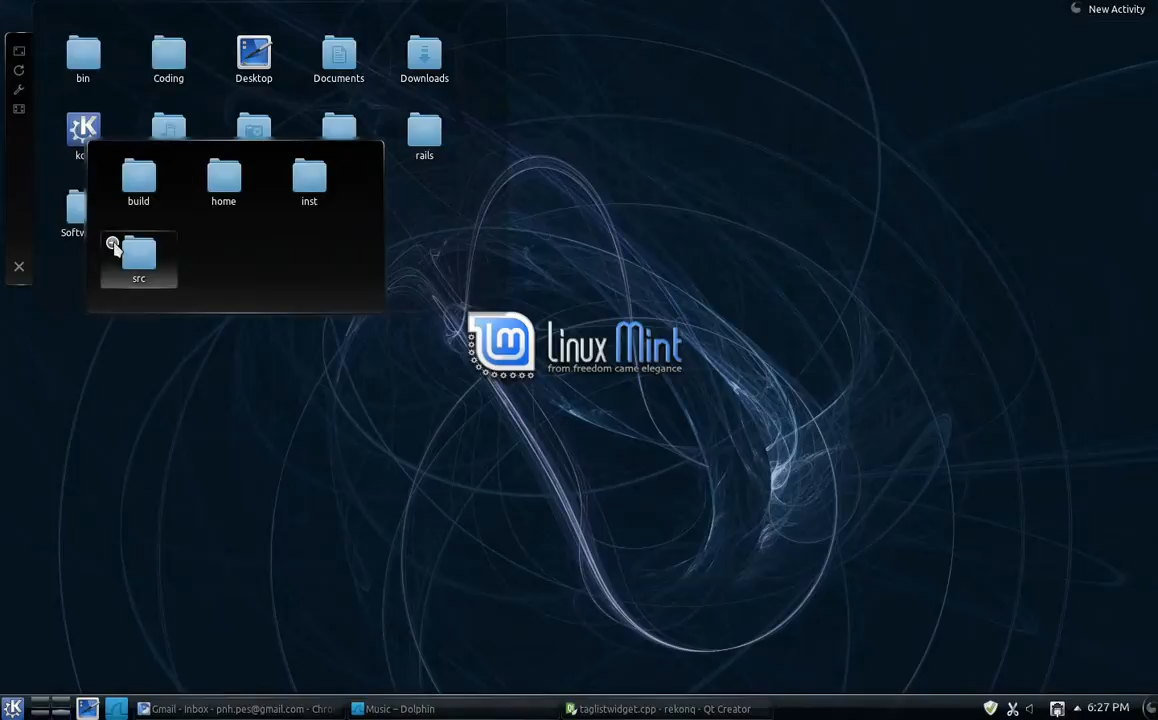 New Activity
bin
Coding
Desktop
Documents
Downloads
rails
build
home
inst
src
Linux Mint
from freedom came elegance
Gmail - Inbox - pnh.pes@gmail.com - Chro
Music – Dolphin
taglistwidget.cpp - rekonq - Qt Creator
6:27 PM